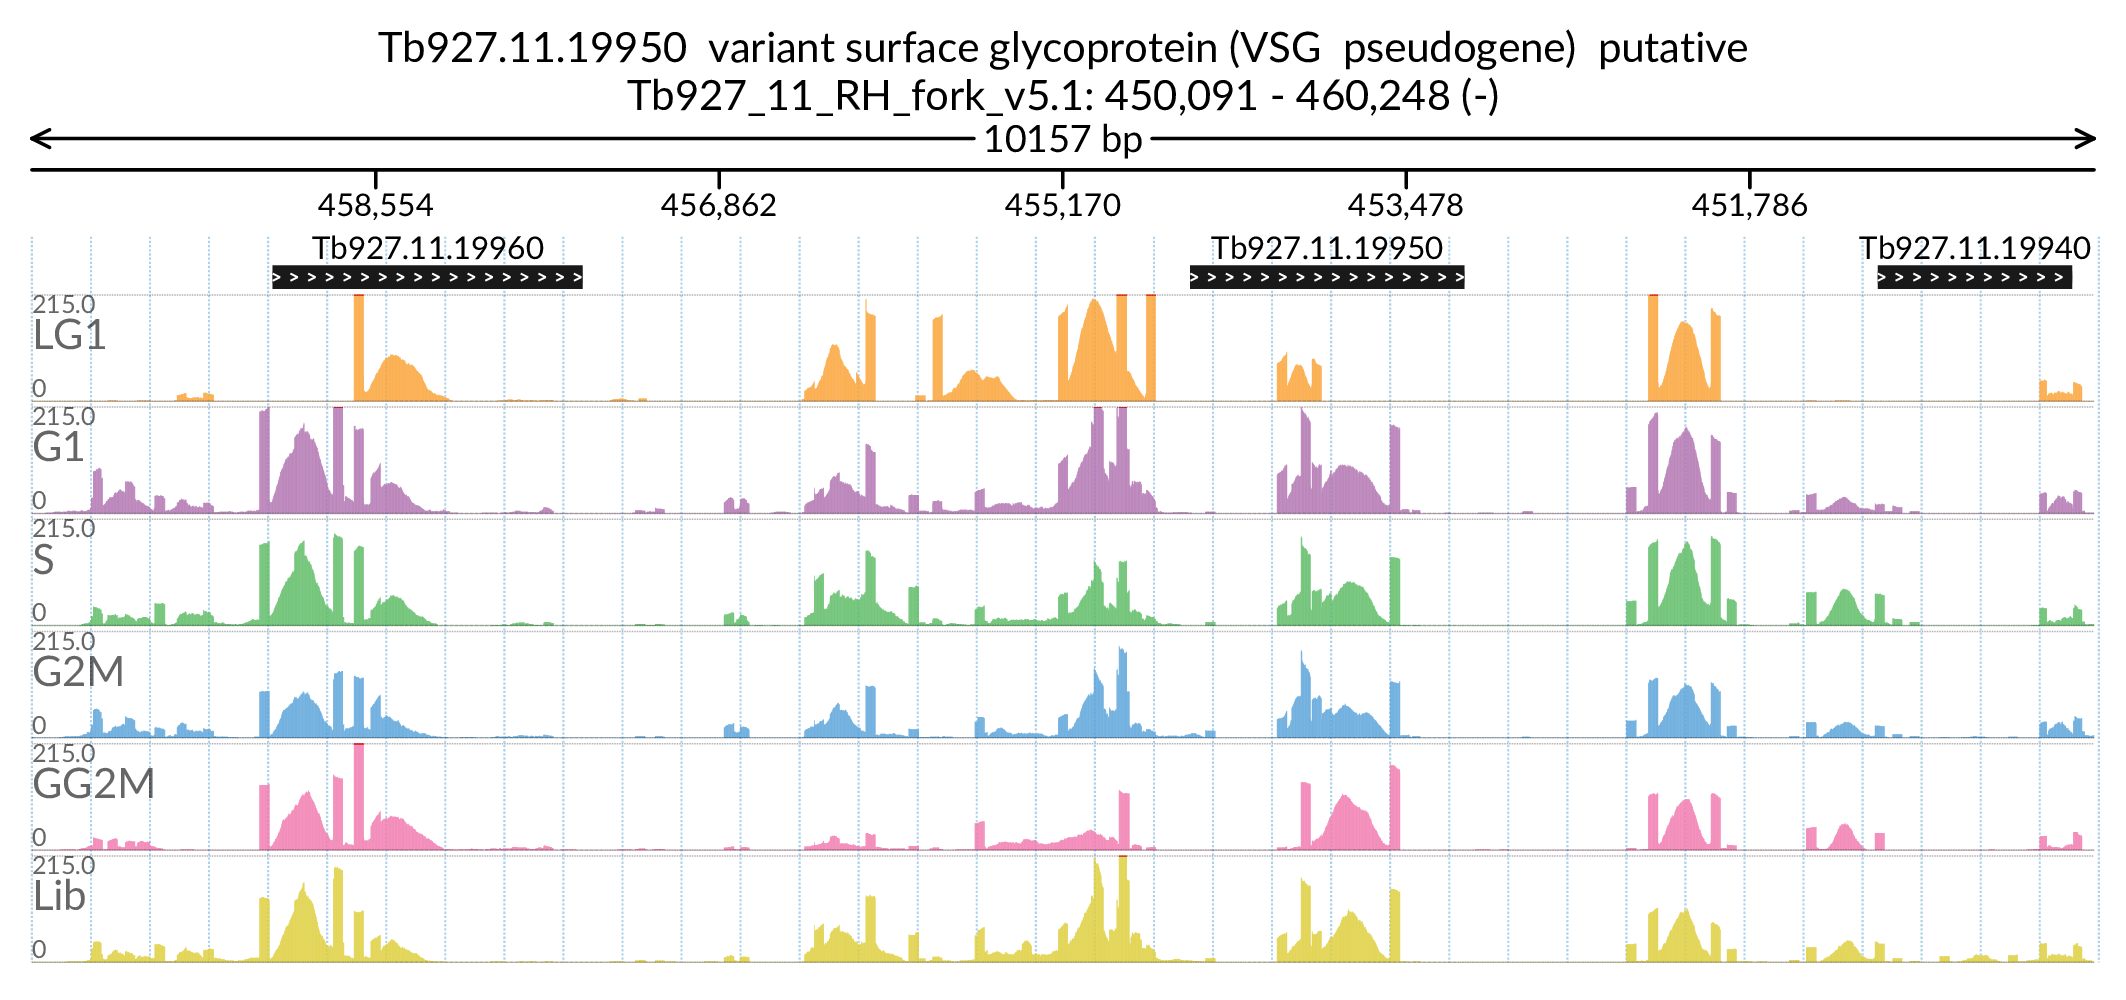 Tb927.11.19950 variant surface glycoprotein (VSG pseudogene) putative
Tb927_11_RH_fork_v5.1: 450,091 - 460,248 (-)
10157 bp
458,554 456,862 455,170 453,478 451,786
Tb927.11.19960 Tb927.11.19950 Tb927.11.19940
215.0
LG1
0
215.0
G1
0
215.0
S
0
215.0
G2M
0
215.0
GG2M
0
215.0
Lib
0